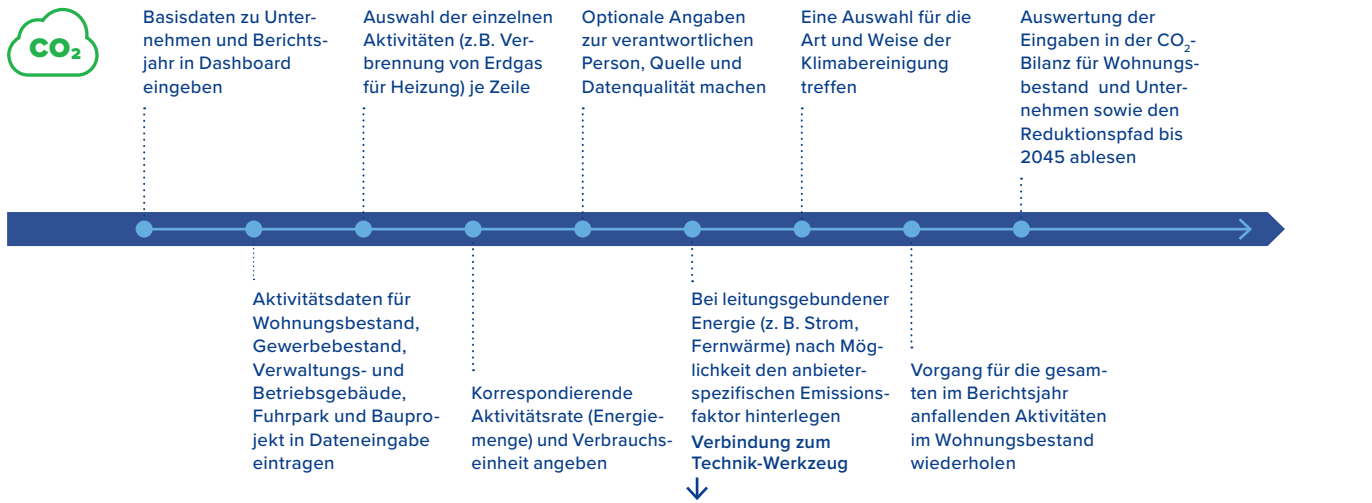 CO₂
Basisdaten zu Unter-
nehmen und Berichts-
jahr in Dashboard
eingeben
Aktivitätsdaten für
Wohnungsbestand,
Gewerbebestand,
Verwaltungs- und
Betriebsgebäude,
Fuhrpark und Baupro-
jekt in Dateneingabe
eintragen
Auswahl der einzelnen
Aktivitäten (z.B. Ver-
brennung von Erdgas
für Heizung) je Zeile
Korrespondierende
Aktivitätsrate (Energie-
menge) und Verbrauchs-
einheit angeben
Optionale Angaben
zur verantwortlichen
Person, Quelle und
Datenqualität machen
Bei leitungsgebundener
Energie (z. B. Strom,
Fernwärme) nach Mög-
lichkeit den anbieter-
spezifischen Emissions-
faktor hinterlegen
Verbindung zum
Technik-Werkzeug
Eine Auswahl für die
Art und Weise der
Klimabereinigung
treffen
Vorgang für die gesam-
ten im Berichtsjahr
anfallenden Aktivitäten
im Wohnungsbestand
wiederholen
Auswertung der
Eingaben in der CO₂-
Bilanz für Wohnungs-
bestand und Unter-
nehmen sowie den
Reduktionspfad bis
2045 ablesen